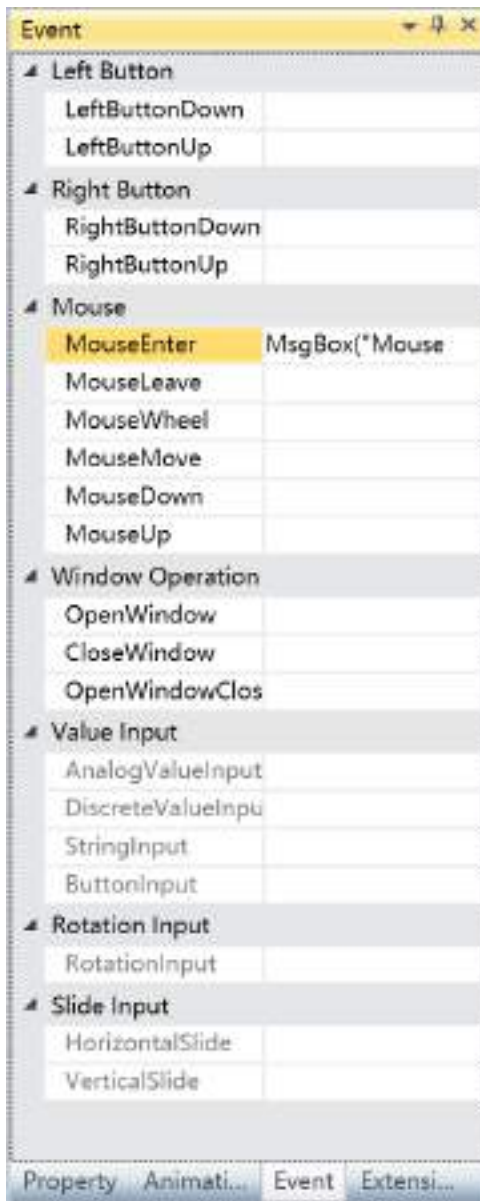 Event
Left Button
LeftButtonDown
LeftButtonUp
Right Button
RightButtonDown
RightButtonUp
Mouse
MouseEnter MsgBox("Mouse
MouseLeave
MouseWheel
MouseMove
MouseDown
MouseUp
Window Operation
OpenWindow
CloseWindow
OpenWindowClos
Value Input
AnalogValueInput
DiscreteValueInpu
StringInput
ButtonInput
Rotation Input
RotationInput
Slide Input
HorizontalSlide
VerticalSlide
Property Animati... Event Extensi...